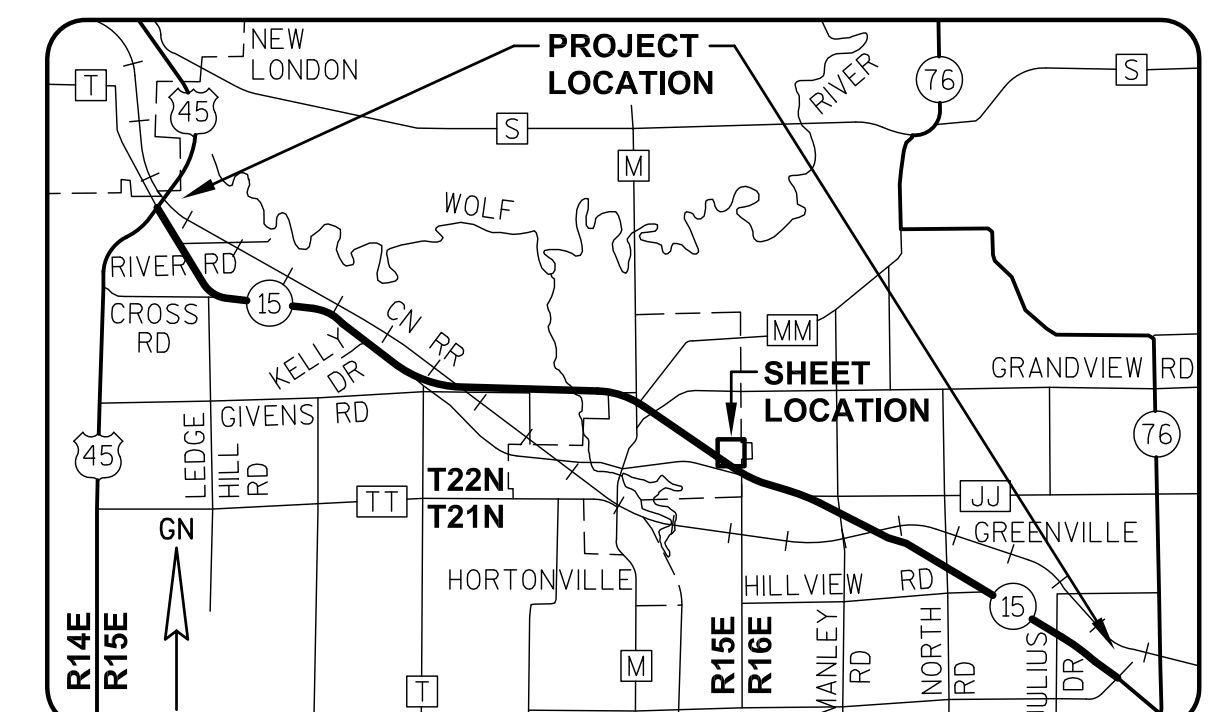 NEW
LONDON
PROJECT
LOCATION
T
45
S
76
S
RIVER
M
WOLF
RIVER RD
15
CROSS
RD
CN RR
MM
KELLY
DR
SHEET
LOCATION
GRANDVIEW RD
GIVENS RD
LEDGE
HILL
RD
45
76
T22N
T21N
TT
JJ
GN
GREENVILLE
HORTONVILLE
HILLVIEW RD
15
R14E
R15E
R15E
R16E
MANLEY
RD
NORTH
RD
JULIUS
DR
M
T